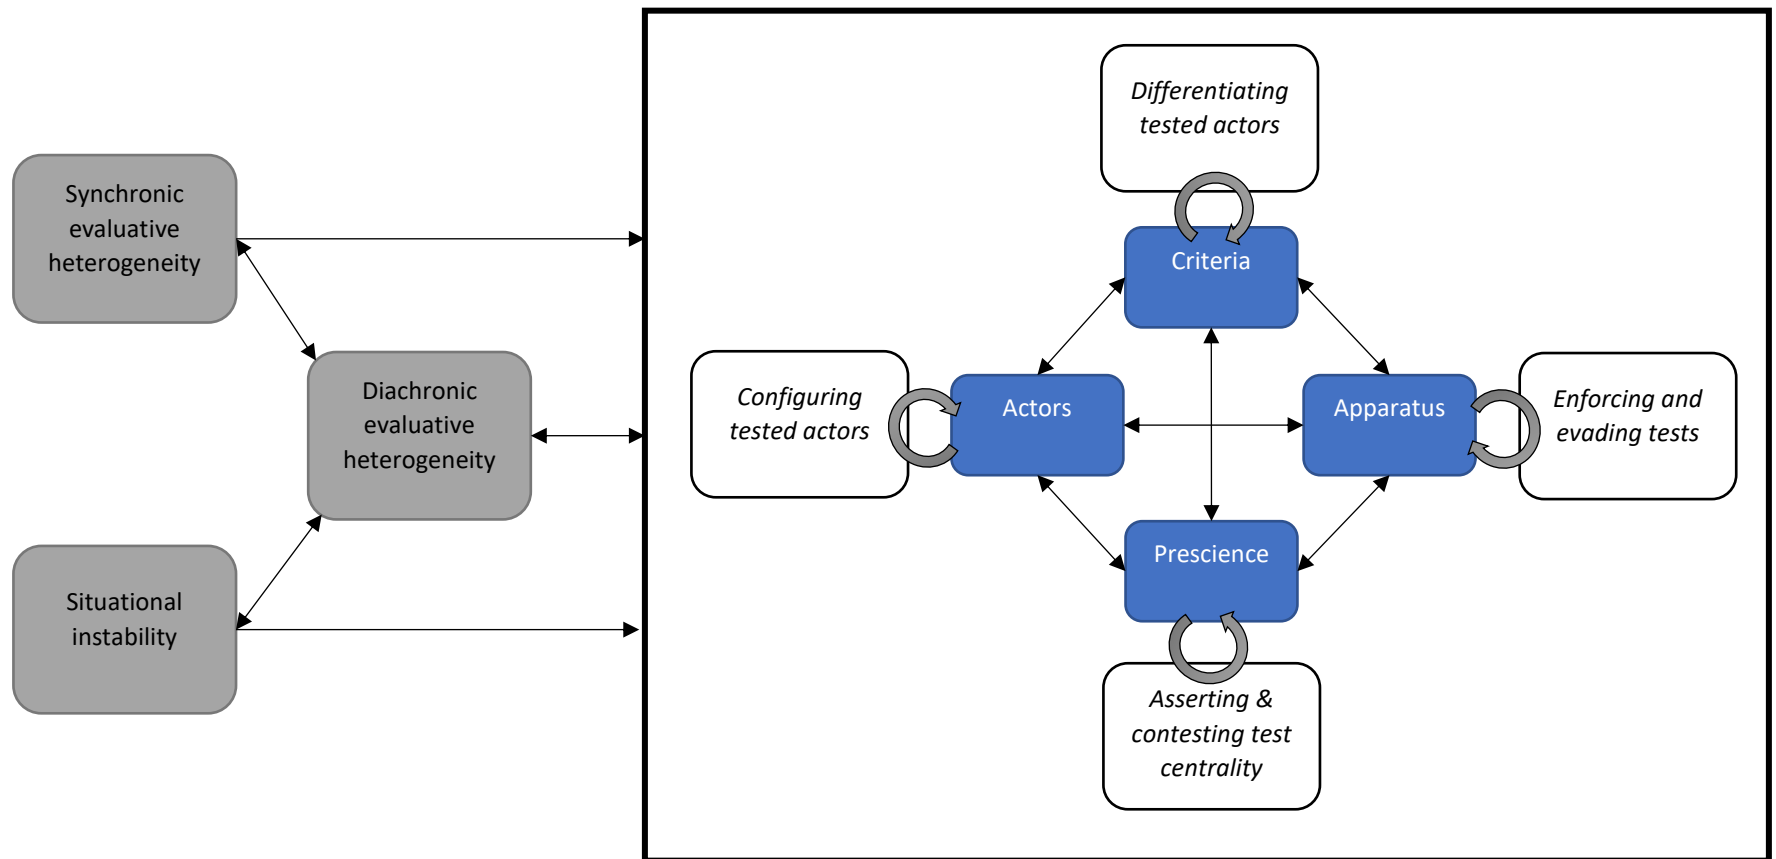 Differentiating
tested actors
Synchronic
evaluative
heterogeneity
Criteria
Diachronic
evaluative
heterogeneity
Configuring
tested actors
Actors
Apparatus
Enforcing and
evading tests
Situational
instability
Prescience
Asserting &
contesting test
centrality